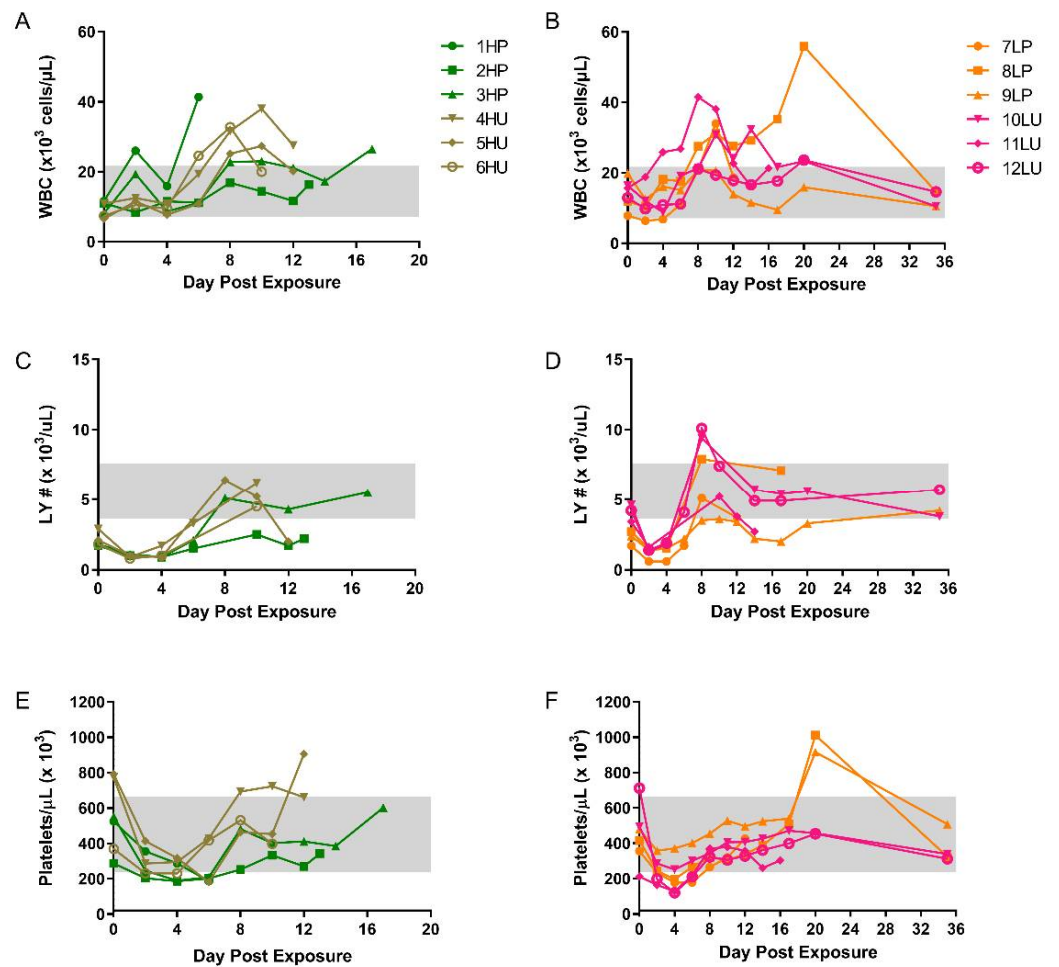 A
WBC (x10³ cells/µL)
60
40
20
0
0 4 8 12 16 20
Day Post Exposure
1HP
2HP
3HP
4HU
5HU
6HU
B
WBC (x10³ cells/µL)
60
40
20
0
0 4 8 12 16 20 24 28 32 36
Day Post Exposure
7LP
8LP
9LP
10LU
11LU
12LU
C
LY # (x 10³/uL)
15
10
5
0
0 4 8 12 16 20
Day Post Exposure
D
LY # (x 10³/uL)
15
10
5
0
0 4 8 12 16 20 24 28 32 36
Day Post Exposure
E
Platelets/µL (x 10³)
1200
1000
800
600
400
200
0
0 4 8 12 16 20
Day Post Exposure
F
Platelets/µL (x 10³)
1200
1000
800
600
400
200
0
0 4 8 12 16 20 24 28 32 36
Day Post Exposure